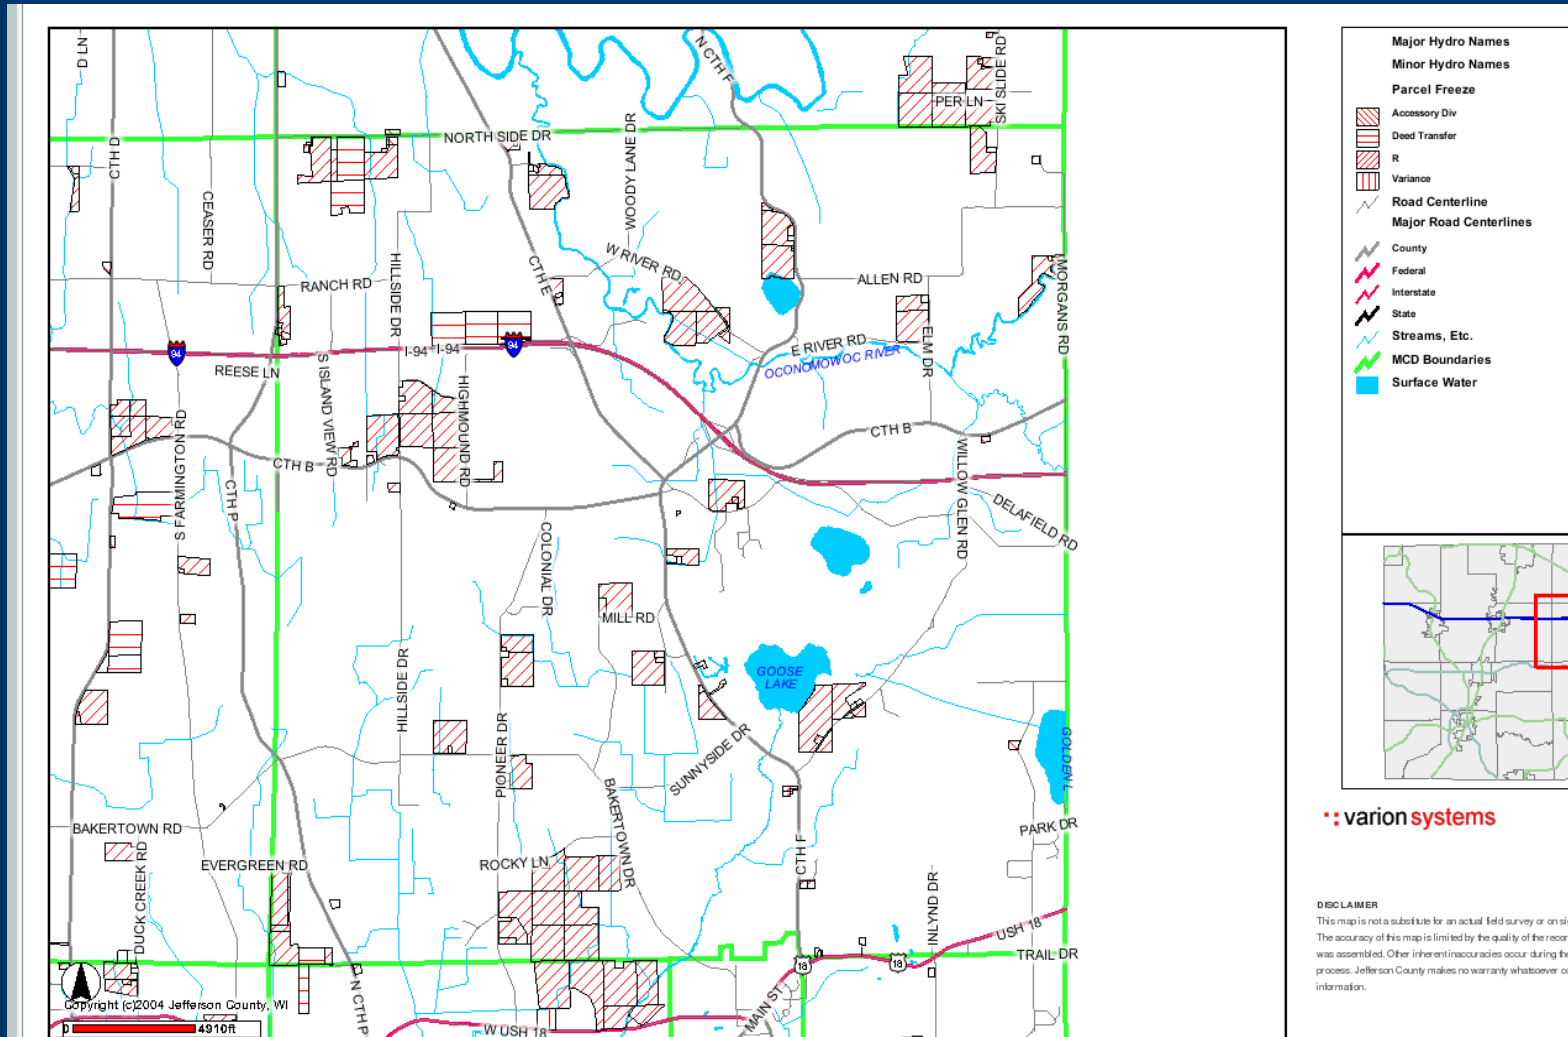 D LN
N CTH F
SKI SLIDE RD
PER LN
NORTH SIDE DR
WOODY LANE DR
CTH D
CEASER RD
HILLSIDE DR
RANCH RD
CTH E
W RIVER RD
ALLEN RD
MORGANS RD
ELM DR
E RIVER RD
OCONOMOWOC RIVER
94
I-94
I-94
94
REESE LN
S ISLAND VIEW RD
HIGHMOUND RD
S FARMINGTON RD
CTH B
CTH B
WILLOW GLEN RD
CTH P
DELAFIELD RD
COLONIAL DR
MILL RD
HILLSIDE DR
GOOSE
LAKE
PIONEER DR
SUNNYSIDE DR
GOLDEN L
BAKERTOWN DR
BAKERTOWN RD
PARK DR
CTH F
EVERGREEN RD
ROCKY LN
DUCK CREEK RD
INLYND DR
USH 18
TRAIL DR
18
18
N CTH P
MAIN ST
W USH 18
Copyright (c)2004 Jefferson County, WI
0 4910ft
Major Hydro Names
Minor Hydro Names
Parcel Freeze
Accessory Div
Deed Transfer
R
Variance
Road Centerline
Major Road Centerlines
County
Federal
Interstate
State
Streams, Etc.
MCD Boundaries
Surface Water
varion systems
DISCLAIMER
This map is not a substitute for an actual field survey or on si
The accuracy of this map is limited by the quality of the recor
was assembled. Other inherent inaccuracies occur during the
process. Jefferson County makes no warranty whatsoever co
information.